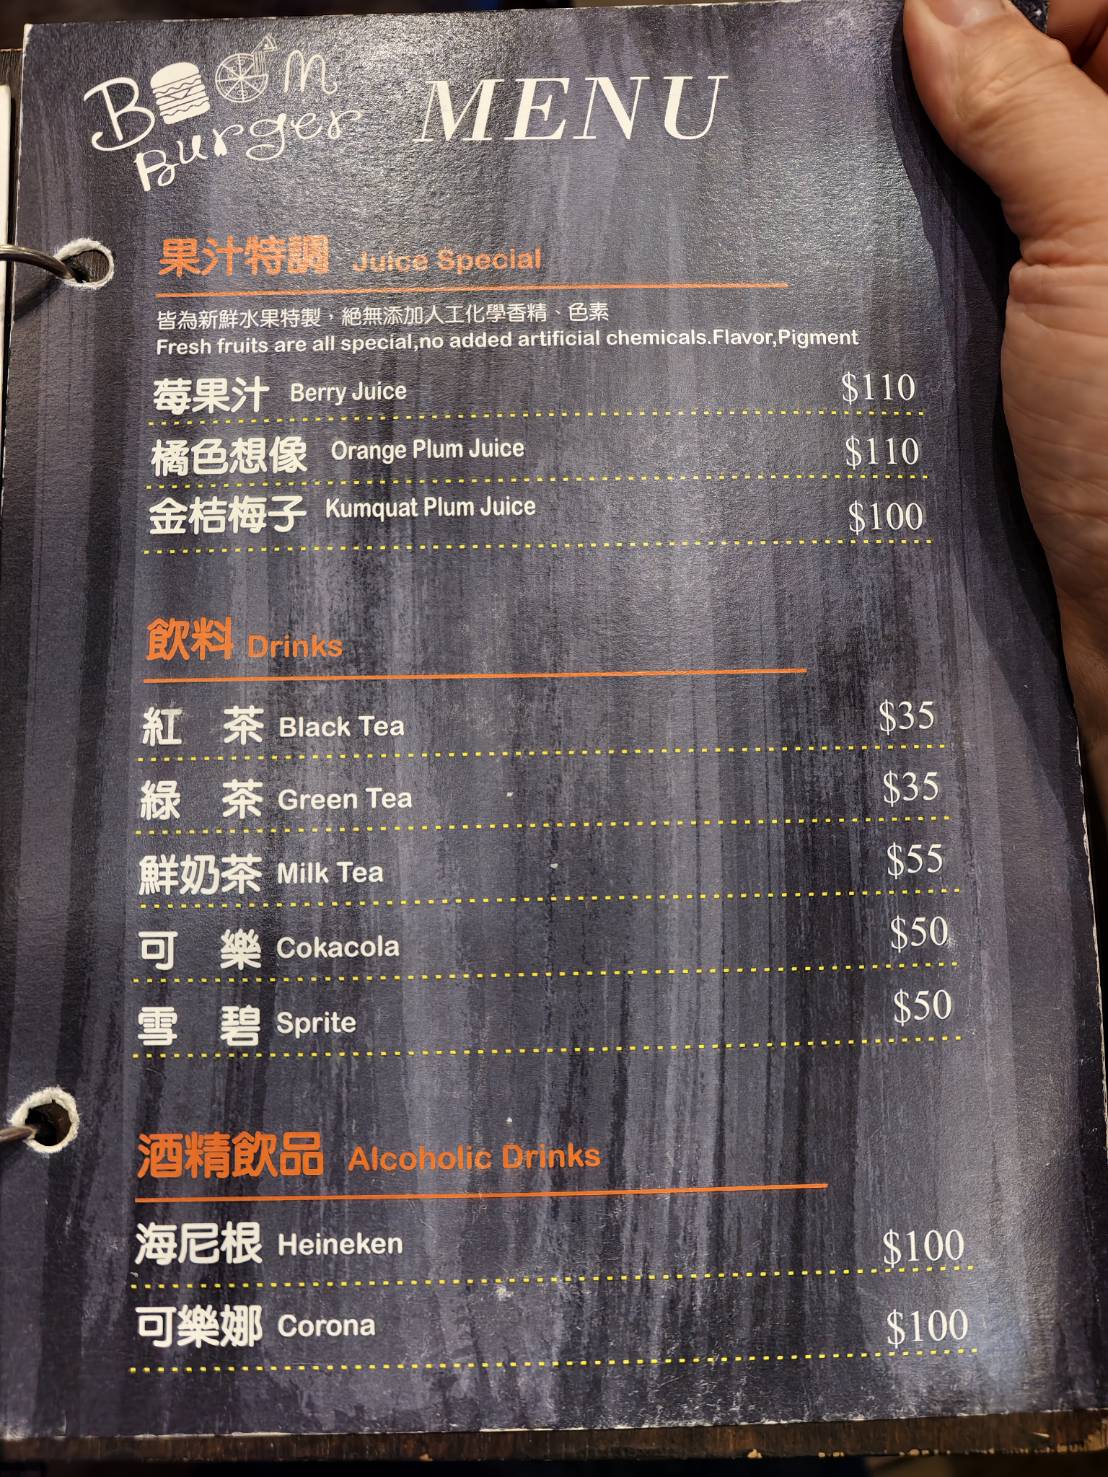 BOOm
Burger
MENU
果汁特調 Juice Special
皆為新鮮水果特製，絕無添加人工化學香精、色素
Fresh fruits are all special,no added artificial chemicals.Flavor,Pigment
莓果汁 Berry Juice $110
橘色想像 Orange Plum Juice $110
金桔梅子 Kumquat Plum Juice $100
飲料 Drinks
紅 茶 Black Tea $35
綠 茶 Green Tea $35
鮮奶茶 Milk Tea $55
可 樂 Cokacola $50
雪 碧 Sprite $50
酒精飲品 Alcoholic Drinks
海尼根 Heineken $100
可樂娜 Corona $100